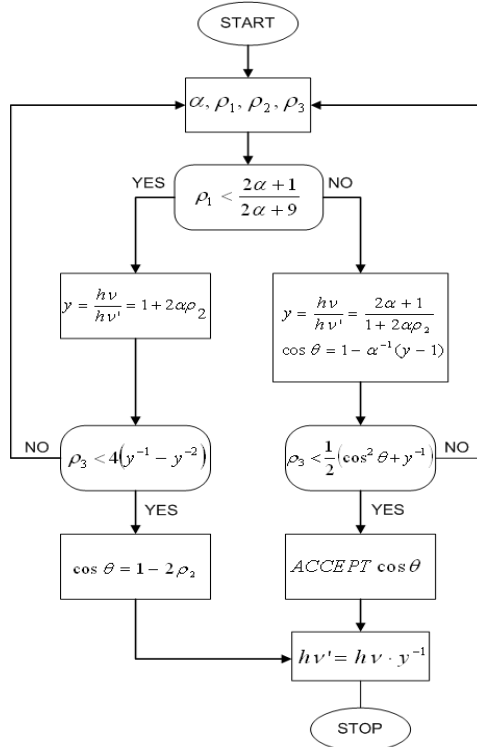 START
α, ρ₁, ρ₂, ρ₃
YES
NO
ρ₁ < (2α + 1)/(2α + 9)
y = hν/hν' = 1 + 2αρ₂
y = hν/hν' = (2α + 1)/(1 + 2αρ₂)
cos θ = 1 − α⁻¹(y − 1)
NO
ρ₃ < 4(y⁻¹ − y⁻²)
ρ₃ < 1/2(cos² θ + y⁻¹)
NO
YES
YES
cos θ = 1 − 2ρ₂
ACCEPT cos θ
hν' = hν · y⁻¹
STOP